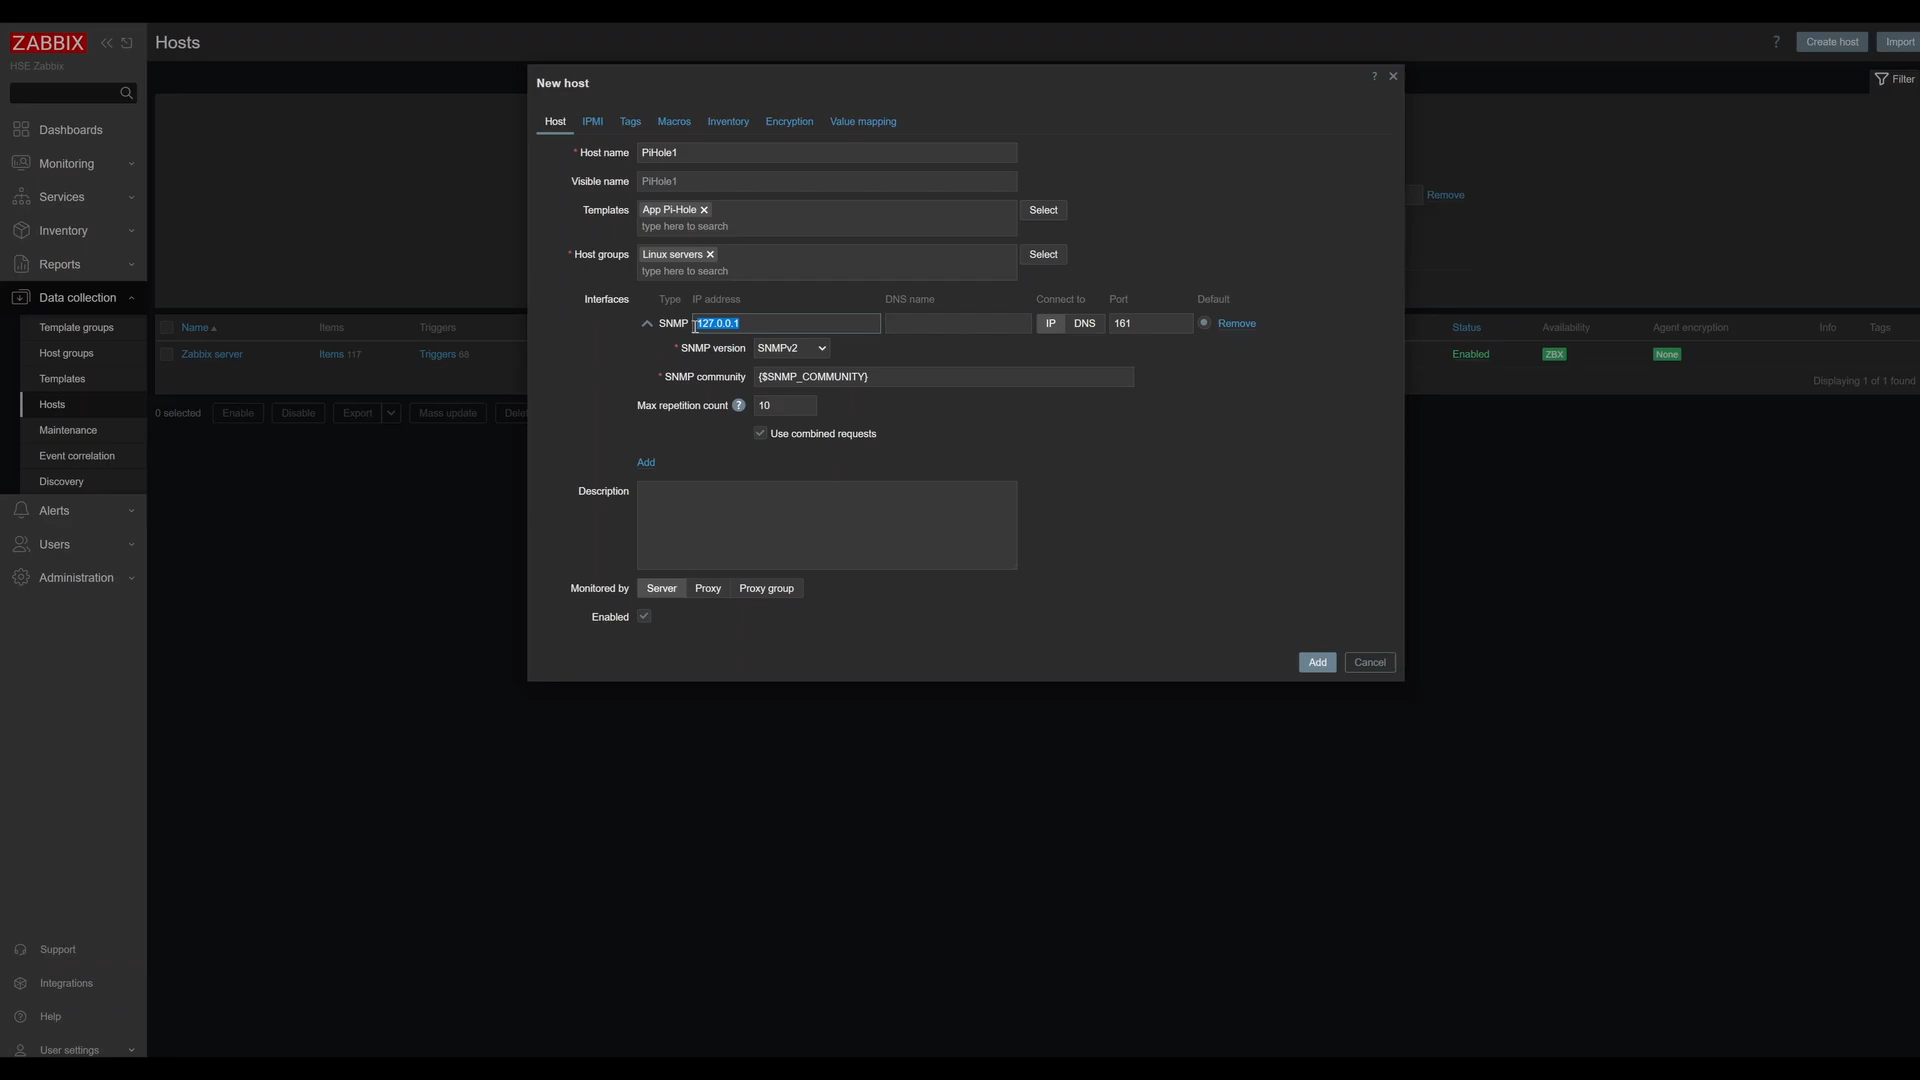 ZABBIX
HSE Zabbix
Dashboards
Monitoring
Services
Inventory
Reports
Data collection
Template groups
Host groups
Templates
Hosts
Maintenance
Event correlation
Discovery
Alerts
Users
Administration
Support
Integrations
Help
User settings
Hosts
? Create host Import
Filter
Remove
Name Items Triggers Status Availability Agent encryption Info Tags
Zabbix server Items 117 Triggers 68 Enabled ZBX None
Displaying 1 of 1 found
0 selected Enable Disable Export Mass update
New host
?
Host IPMI Tags Macros Inventory Encryption Value mapping
* Host name PiHole1
Visible name PiHole1
Templates App Pi-Hole Select
type here to search
* Host groups Linux servers Select
type here to search
Interfaces Type IP address DNS name Connect to Port Default
SNMP 127.0.0.1 IP DNS 161 Remove
* SNMP version SNMPv2
* SNMP community {$SNMP_COMMUNITY}
Max repetition count ? 10
Use combined requests
Add
Description
Monitored by Server Proxy Proxy group
Enabled
Add Cancel